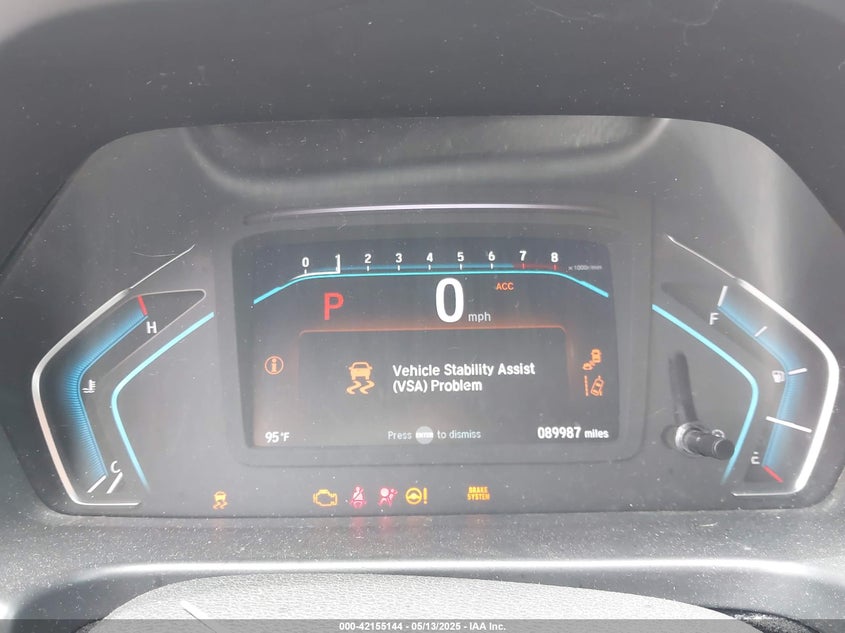 0 1 2 3 4 5 6 7 8 x 1000r/min
P 0 mph ACC
H
F
Vehicle Stability Assist
(VSA) Problem
C
E
95°F Press ENTER to dismiss 089987 miles
BRAKE
SYSTEM
000-42155144 | 05/13/2025 | IAA Inc.